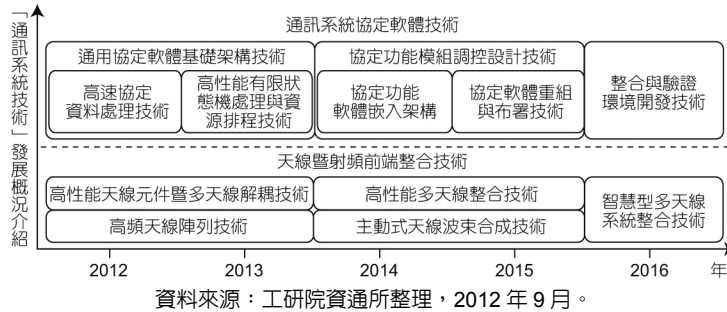 「通訊系統技術」發展概況介紹
通訊系統協定軟體技術
通用協定軟體基礎架構技術
高速協定
資料處理技術
高性能有限狀
態機處理與資
源排程技術
協定功能模組調控設計技術
協定功能
軟體嵌入架構
協定軟體重組
與布署技術
整合與驗證
環境開發技術
天線暨射頻前端整合技術
高性能天線元件暨多天線解耦技術
高頻天線陣列技術
高性能多天線整合技術
主動式天線波束合成技術
智慧型多天線
系統整合技術
2012 2013 2014 2015 2016 年
資料來源：工研院資通所整理，2012 年 9 月。